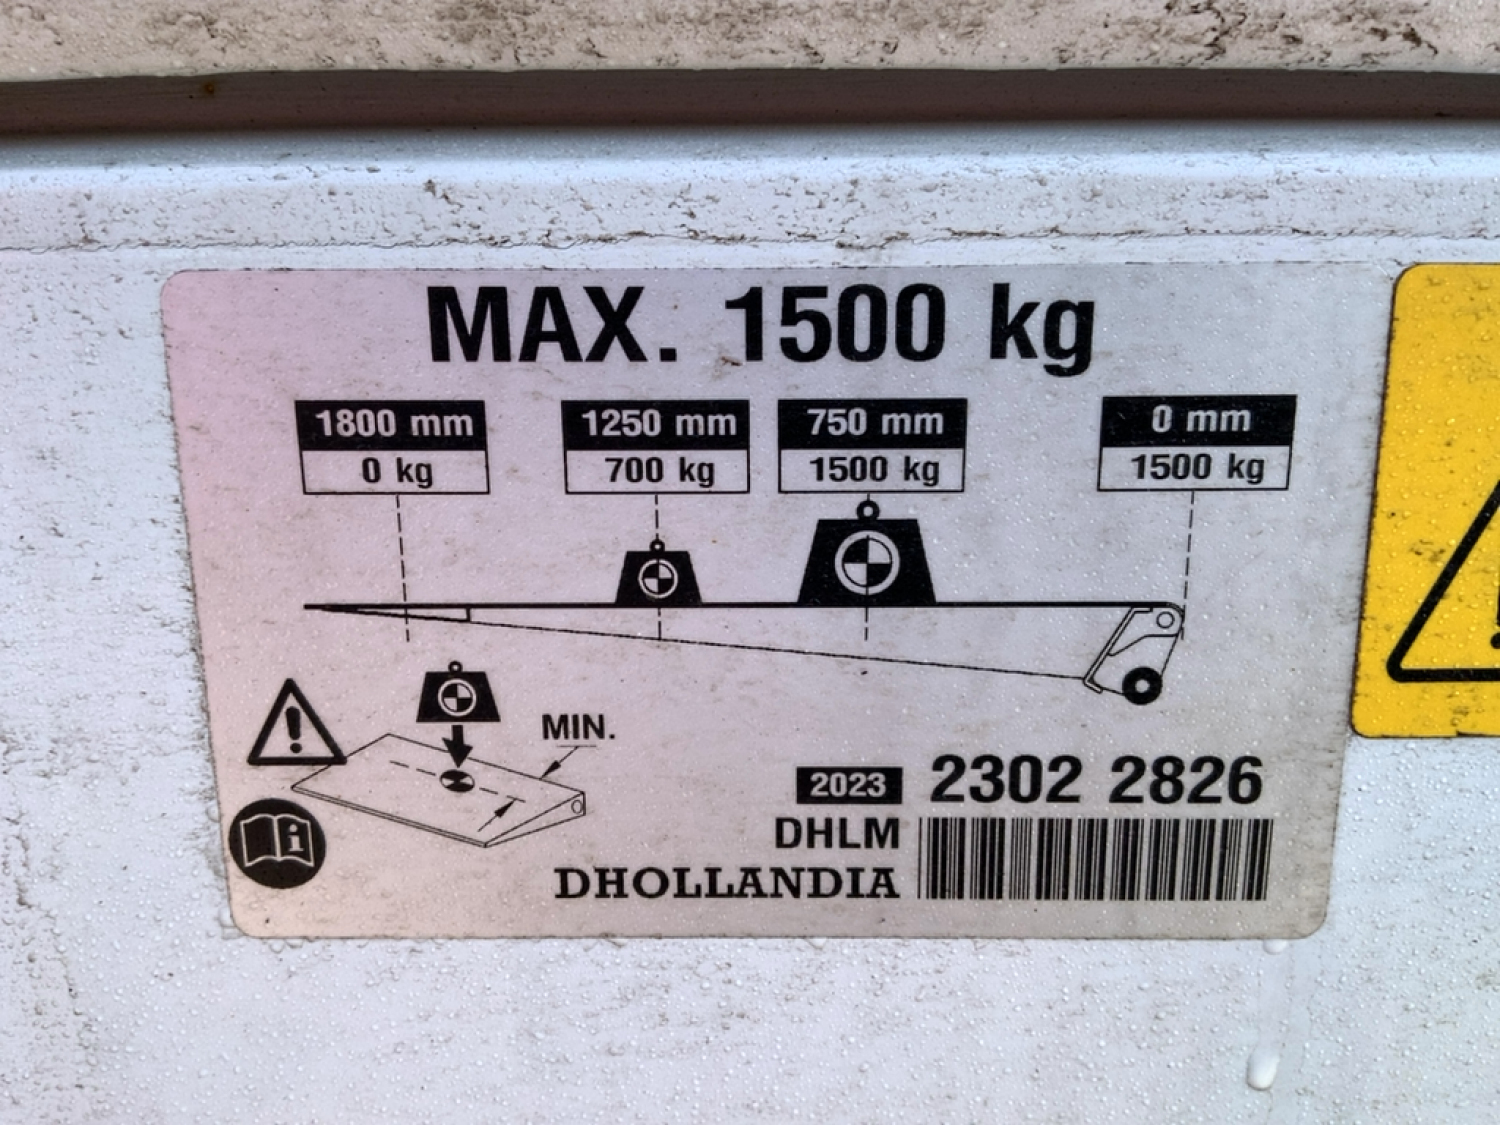 MAX. 1500 kg
1800 mm 1250 mm 750 mm 0 mm
0 kg 700 kg 1500 kg 1500 kg
MIN.
2023 2302 2826
DHLM
DHOLLANDIA